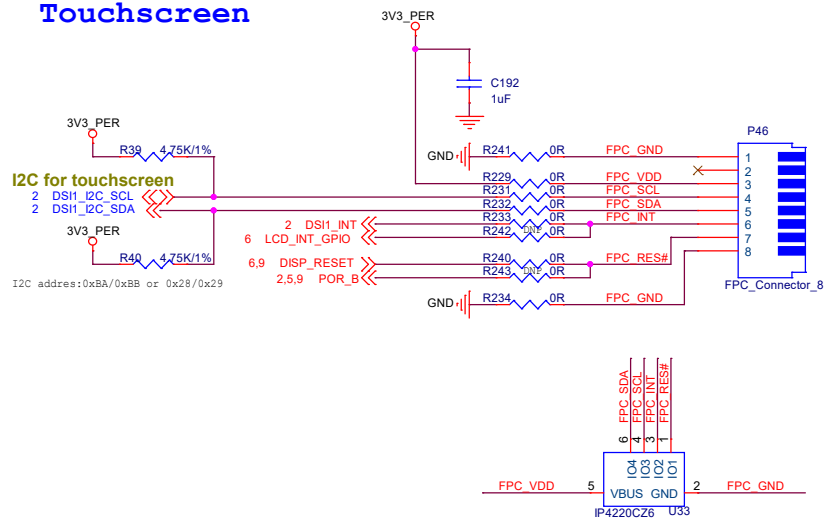 Touchscreen
3V3_PER
C192
1uF
3V3_PER
R39 4.75K/1%
P46
GND R241 0R FPC_GND 1
2
I2C for touchscreen
R229 0R FPC_VDD 3
2 DSI1_I2C_SCL R231 0R FPC_SCL 4
2 DSI1_I2C_SDA R232 0R FPC_SDA 5
2 DSI1_INT R233 0R FPC_INT 6
6 LCD_INT_GPIO R242 DNP 0R
3V3_PER
R40 4.75K/1%
6,9 DISP_RESET R240 0R FPC_RES# 7
2,5,9 POR_B R243 DNP 0R
8
I2C addres:0xBA/0xBB or 0x28/0x29
FPC_Connector_8
GND R234 0R FPC_GND
FPC_SDA
FPC_SCL
FPC_INT
FPC_RES#
6 4 3 1
IO4 IO3 IO2 IO1
FPC_VDD 5 VBUS GND 2 FPC_GND
IP4220CZ6 U33